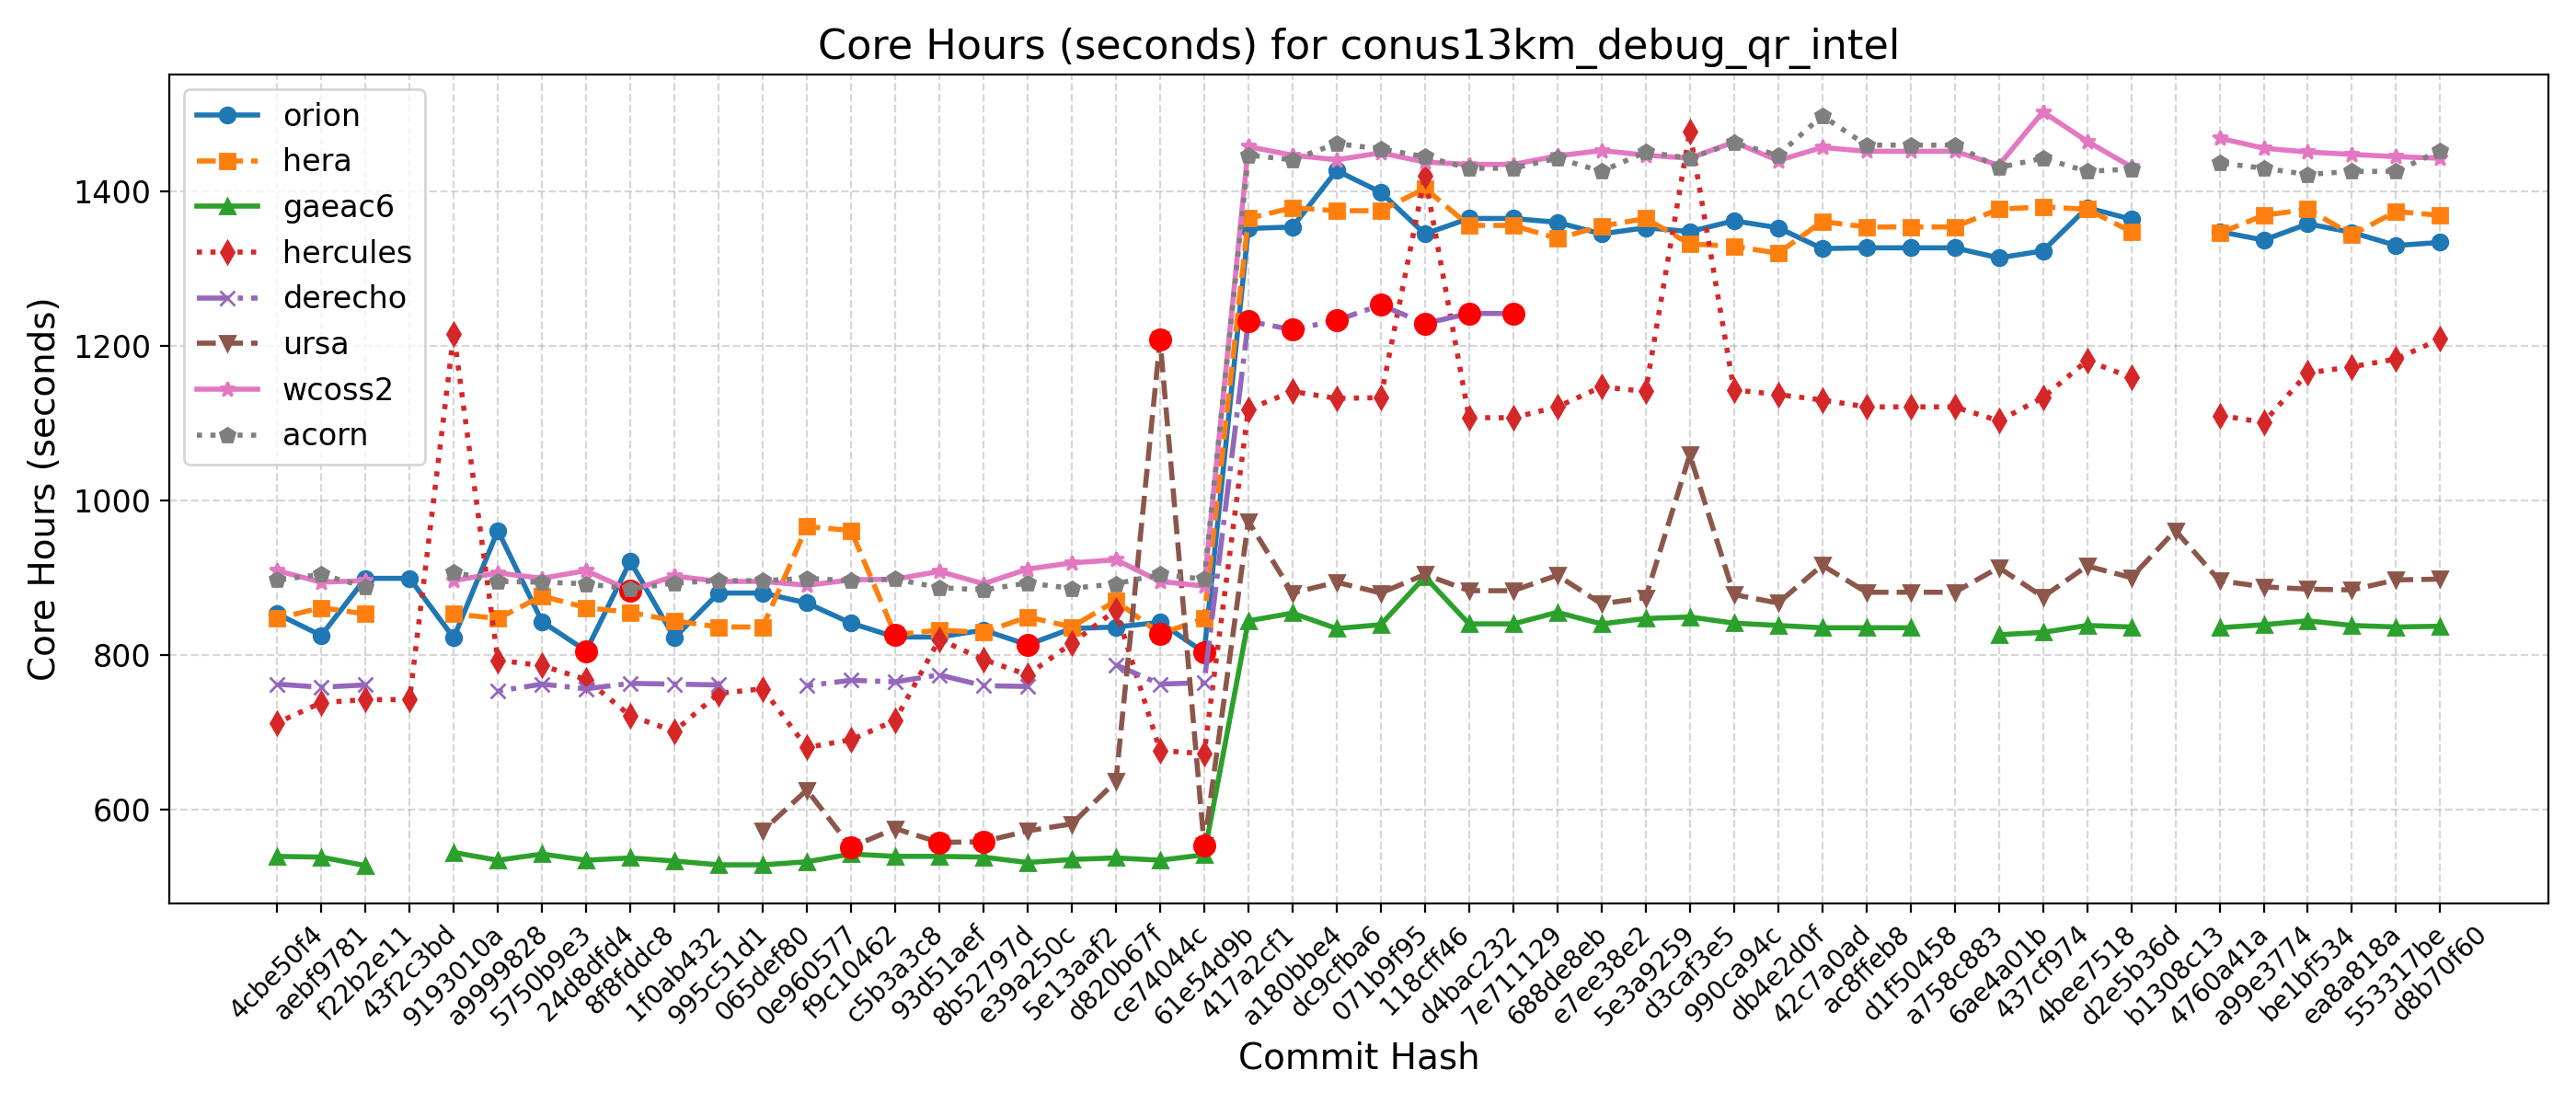 Core Hours (seconds) for conus13km_debug_qr_intel
orion
hera
gaeac6
hercules
derecho
ursa
wcoss2
acorn
Core Hours (seconds)
1400
1200
1000
800
600
4cbe50f4
aebf9781
f22b2e11
43f2c3bd
9193010a
a9999828
5750b9e3
24d8dfd4
8f8fddc8
1f0ab432
995c51d1
065def80
0e960577
f9c10462
c5b3a3c8
93d51aef
8b52797d
e39a250c
5e13aaf2
d820b67f
ce74044c
61e54d9b
417a2cf1
a180bbe4
dc9cfba6
071b9f95
118cff46
d4bac232
7e711129
688de8eb
e7ee38e2
5e3a9259
d3caf3e5
990ca94c
db4e2d0f
42c7a0ad
ac8ffeb8
d1f50458
a758c883
6ae4a01b
437cf974
4bee7518
d2e5b36d
b1308c13
4760a41a
a99e3774
be1bf534
ea8a818a
553317be
d8b70f60
Commit Hash